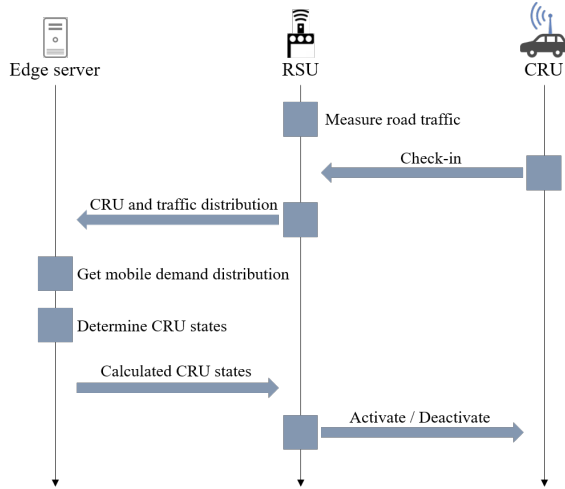 Edge server
RSU
CRU
Measure road traffic
Check-in
CRU and traffic distribution
Get mobile demand distribution
Determine CRU states
Calculated CRU states
Activate / Deactivate